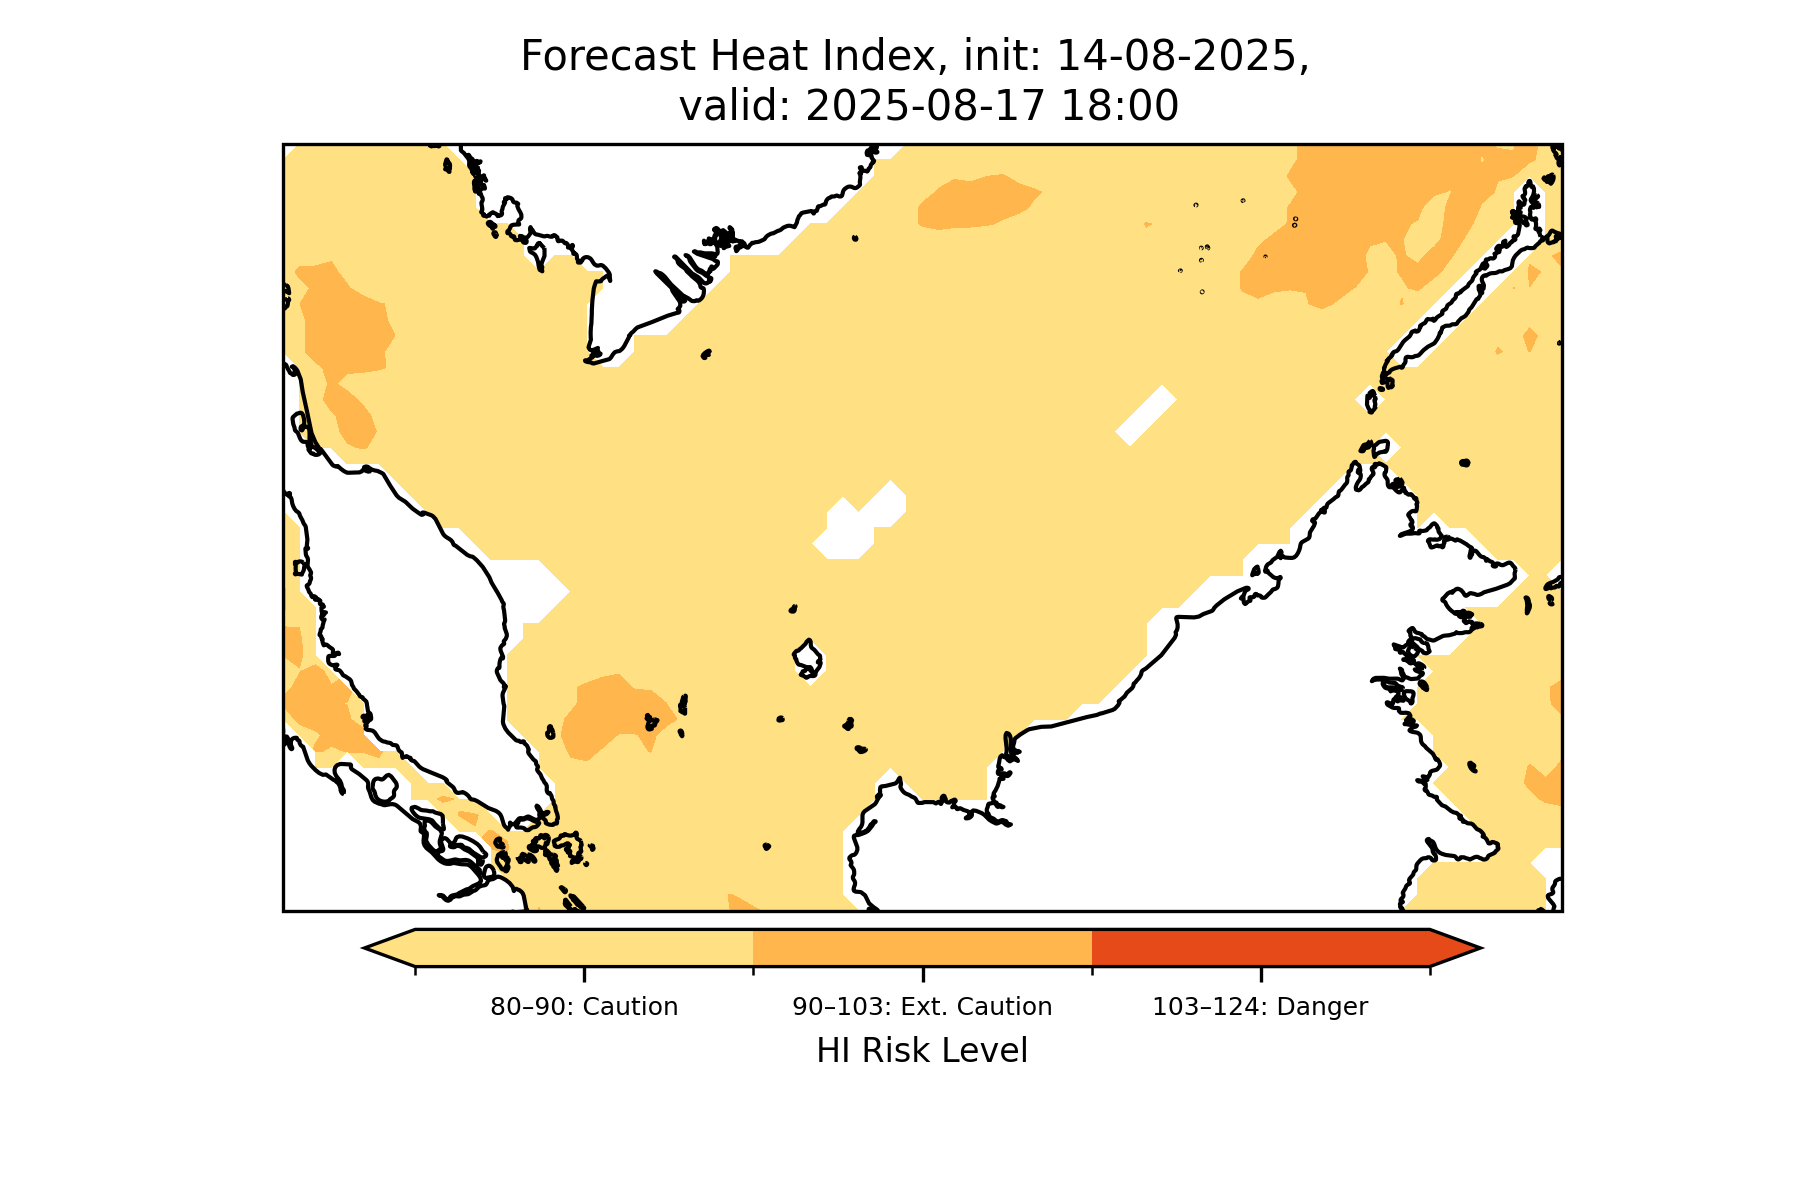 Forecast Heat Index, init: 14-08-2025,
valid: 2025-08-17 18:00
80–90: Caution
90–103: Ext. Caution
103–124: Danger
HI Risk Level